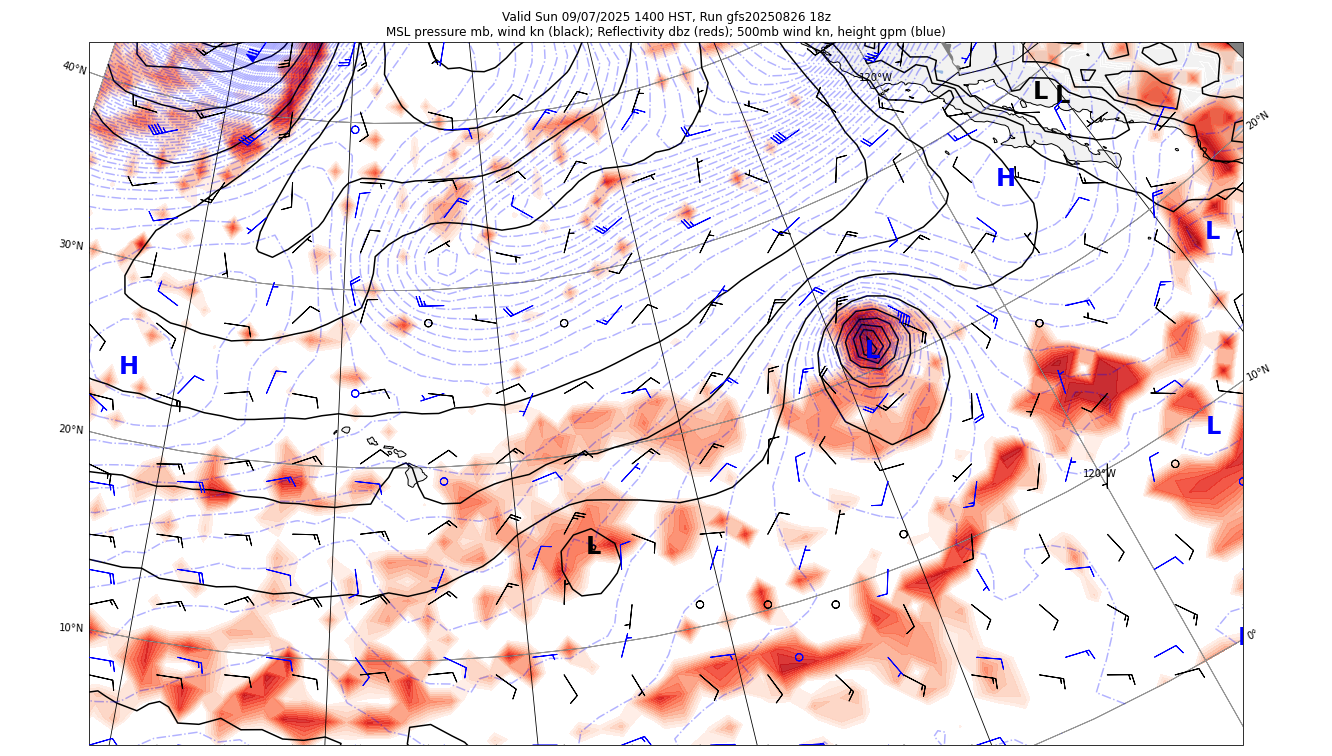 Valid Sun 09/07/2025 1400 HST, Run gfs20250826 18z
MSL pressure mb, wind kn (black); Reflectivity dbz (reds); 500mb wind kn, height gpm (blue)
40°N
120°W
L L
20°N
H
L
30°N
H
L
10°N
20°N
L
120°W
L
10°N
0°